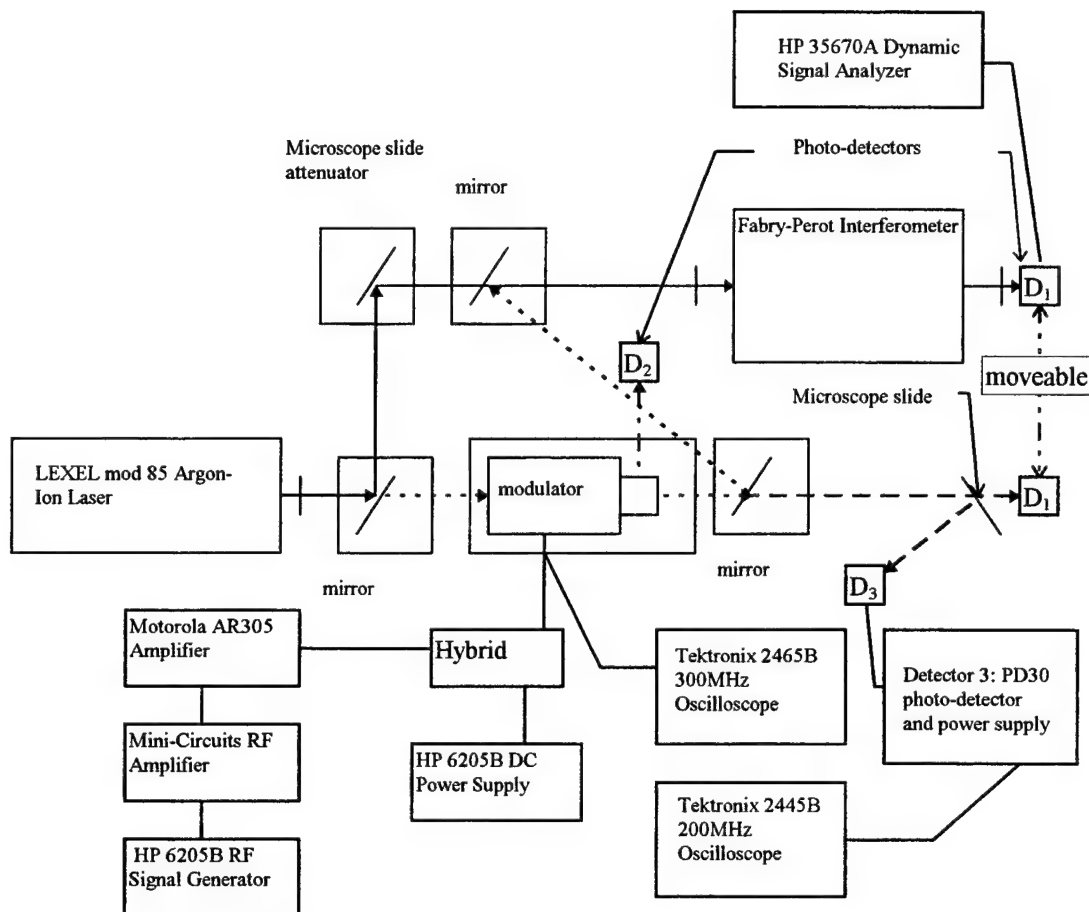 HP 35670A Dynamic
Signal Analyzer
Microscope slide
attenuator
mirror
Photo-detectors
Fabry-Perot Interferometer
D₁
D₂
moveable
Microscope slide
LEXEL mod 85 Argon-
Ion Laser
modulator
D₁
mirror
mirror
D₃
Motorola AR305
Amplifier
Hybrid
Tektronix 2465B
300MHz
Oscilloscope
Detector 3: PD30
photo-detector
and power supply
Mini-Circuits RF
Amplifier
HP 6205B DC
Power Supply
Tektronix 2445B
200MHz
Oscilloscope
HP 6205B RF
Signal Generator